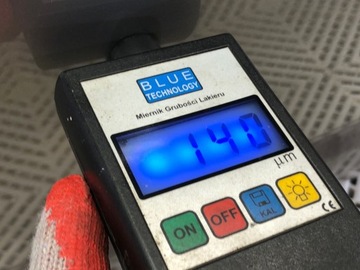 BLUE
TECHNOLOGY
Miernik Grubości Lakieru
140
μm
ON
OFF
KAL
CE